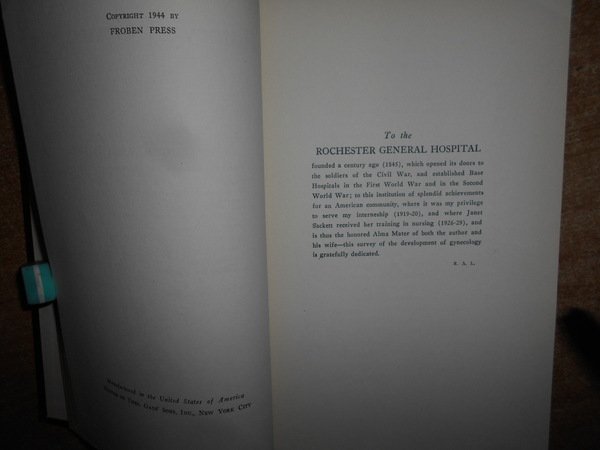 COPYRIGHT 1944 BY
FROBEN PRESS
Manufactured in the United States of America
Gaus' Sons, Inc., New York City
To the
ROCHESTER GENERAL HOSPITAL
founded a century ago (1845), which opened its doors to
the soldiers of the Civil War, and established Base
Hospitals in the First World War and in the Second
World War; to this institution of splendid achievements
for an American community, where it was my privilege
to serve my interneship (1919-20), and where Janet
Sackett received her training in nursing (1926-29), and
is thus the honored Alma Mater of both the author and
his wife—this survey of the development of gynecology
is gratefully dedicated.
R. A. L.